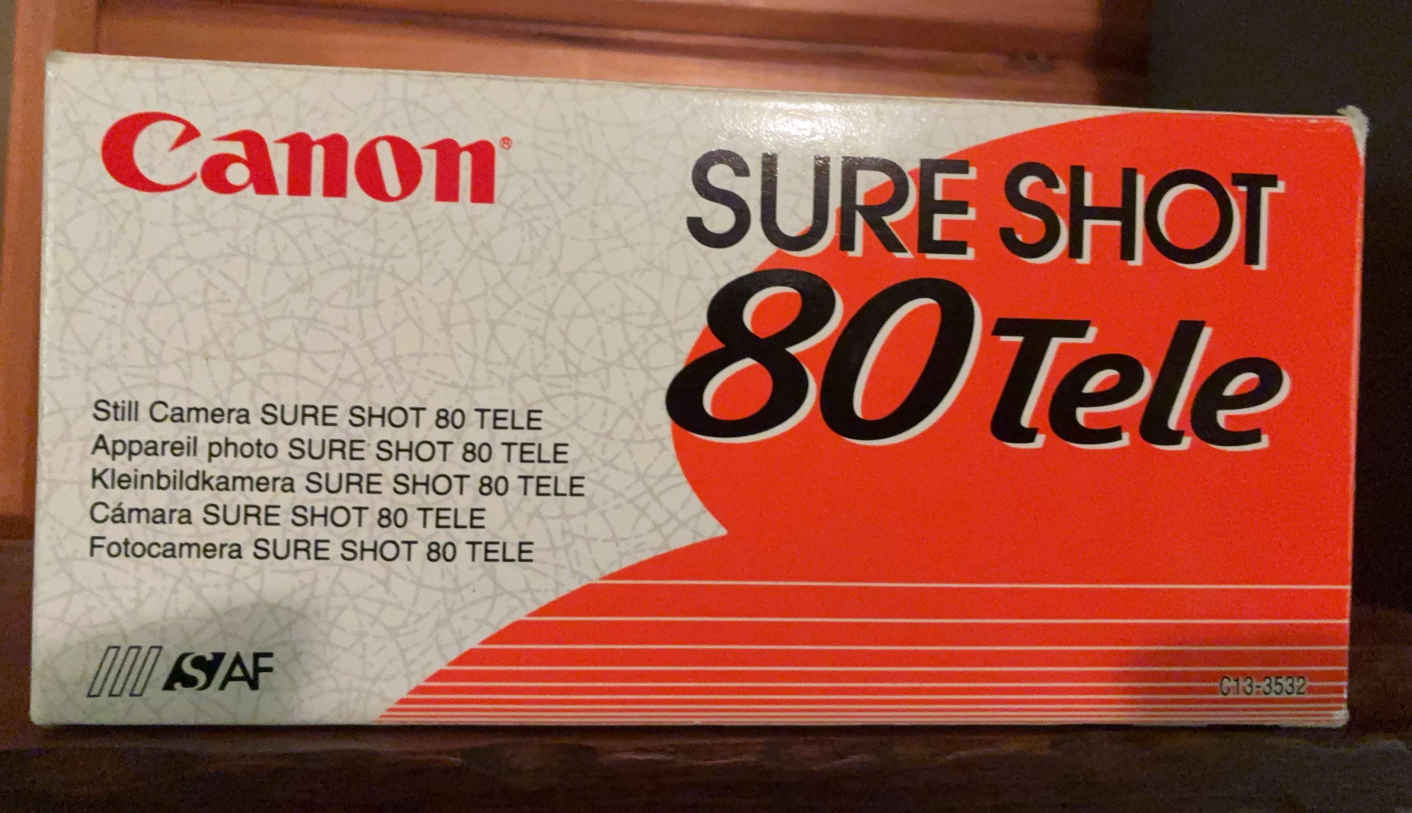 Canon®
SURE SHOT
80 Tele
Still Camera SURE SHOT 80 TELE
Appareil photo SURE SHOT 80 TELE
Kleinbildkamera SURE SHOT 80 TELE
Cámara SURE SHOT 80 TELE
Fotocamera SURE SHOT 80 TELE
S/AF
C13-3532